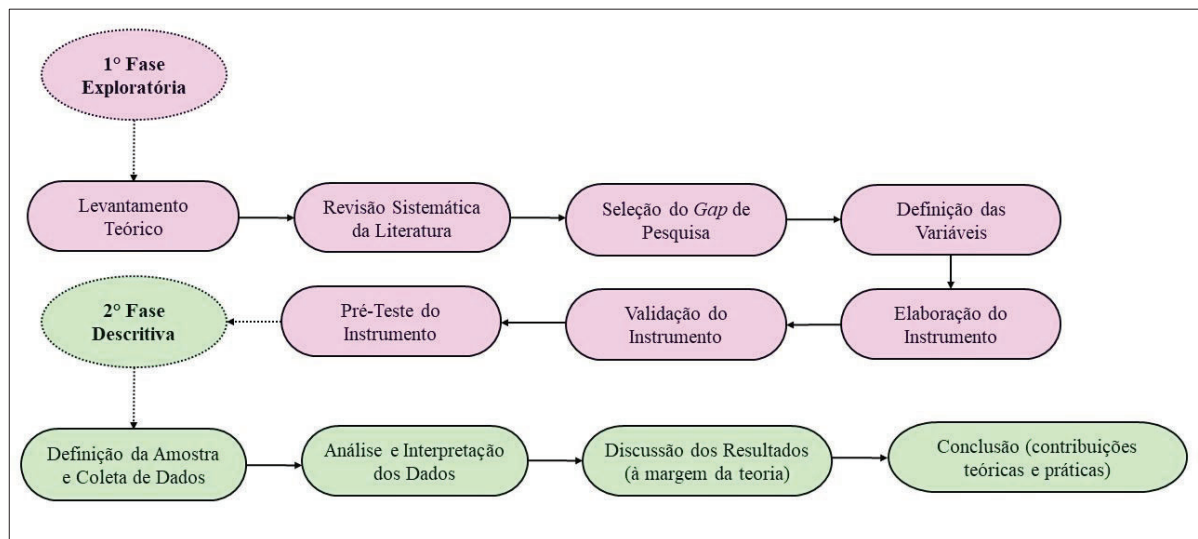 1° Fase
Exploratória
Levantamento
Teórico
Revisão Sistemática
da Literatura
Seleção do Gap de
Pesquisa
Definição das
Variáveis
Elaboração do
Instrumento
Validação do
Instrumento
Pré-Teste do
Instrumento
2° Fase
Descritiva
Definição da Amostra
e Coleta de Dados
Análise e Interpretação
dos Dados
Discussão dos Resultados
(à margem da teoria)
Conclusão (contribuições
teóricas e práticas)